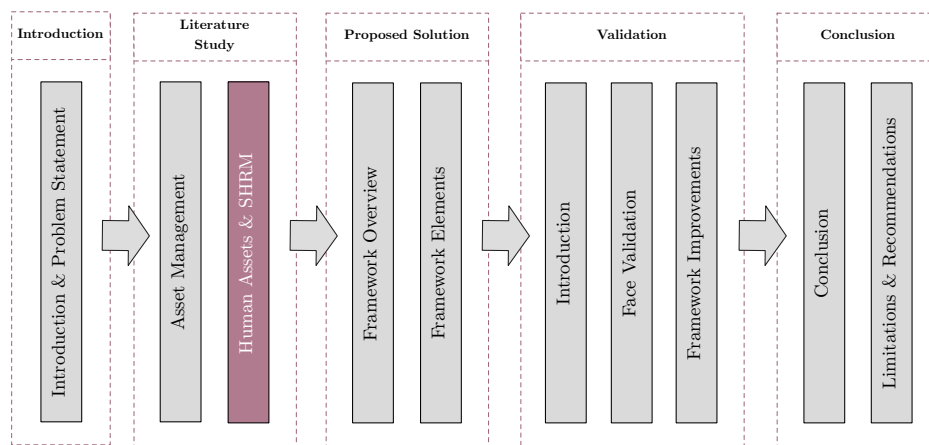 Introduction
Literature
Study
Proposed Solution
Validation
Conclusion
Introduction & Problem Statement
Asset Management
Human Assets & SHRM
Framework Overview
Framework Elements
Introduction
Face Validation
Framework Improvements
Conclusion
Limitations & Recommendations